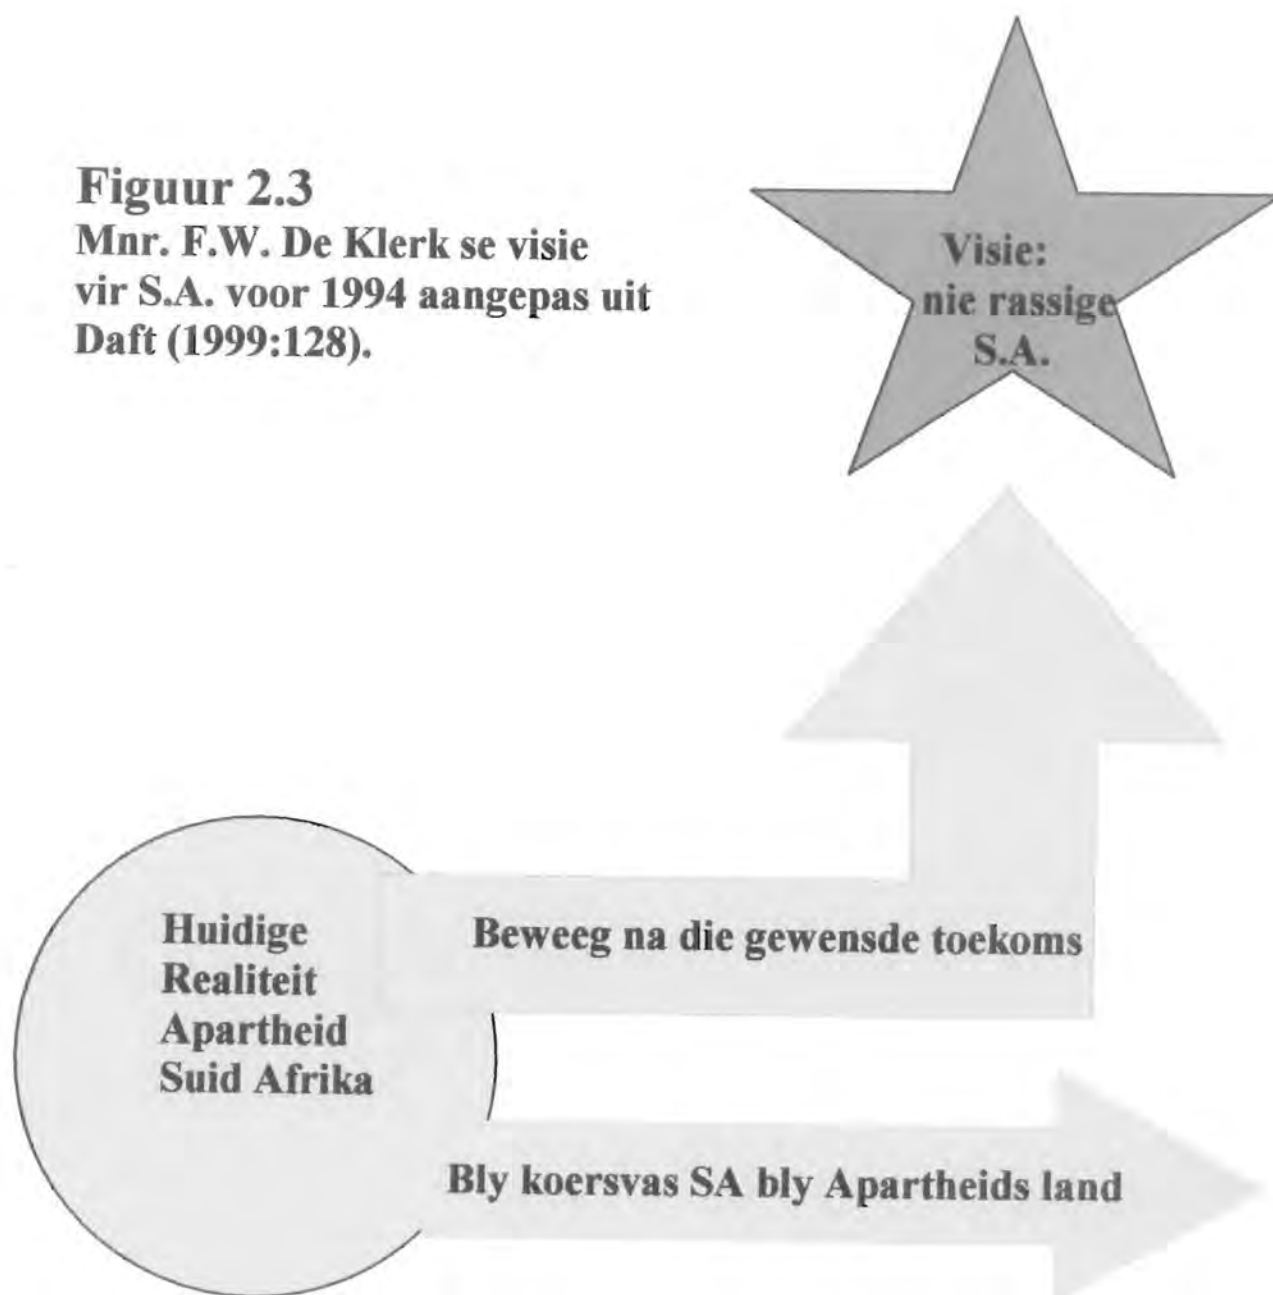 Figuur 2.3
Mnr. F.W. De Klerk se visie
vir S.A. voor 1994 aangepas uit
Daft (1999:128).
Visie:
nie rassige
S.A.
Huidige
Realiteit
Apartheid
Suid Afrika
Beweeg na die gewensde toekoms
Bly koersvas SA bly Apartheids land